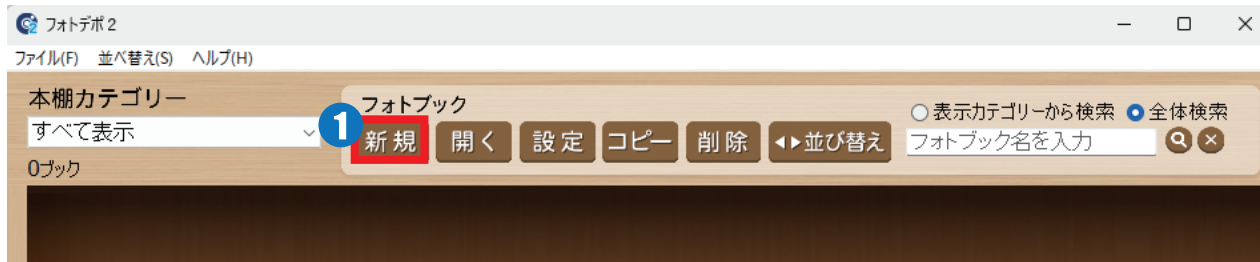 フォトデポ2
ファイル(F) 並べ替え(S) ヘルプ(H)
本棚カテゴリー
すべて表示
0ブック
フォトブック
1
新規 開く 設定 コピー 削除 並び替え
表示カテゴリーから検索 全体検索
フォトブック名を入力